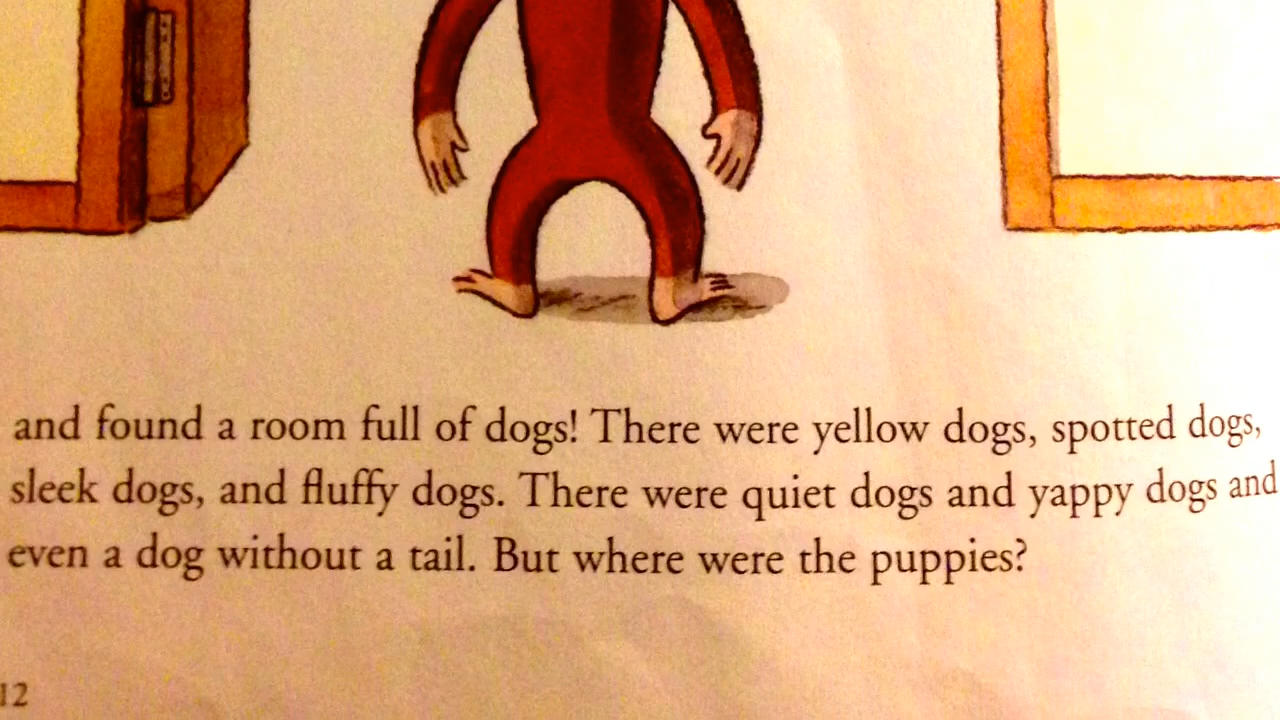 and found a room full of dogs! There were yellow dogs, spotted dogs,
sleek dogs, and fluffy dogs. There were quiet dogs and yappy dogs and
even a dog without a tail. But where were the puppies?
12